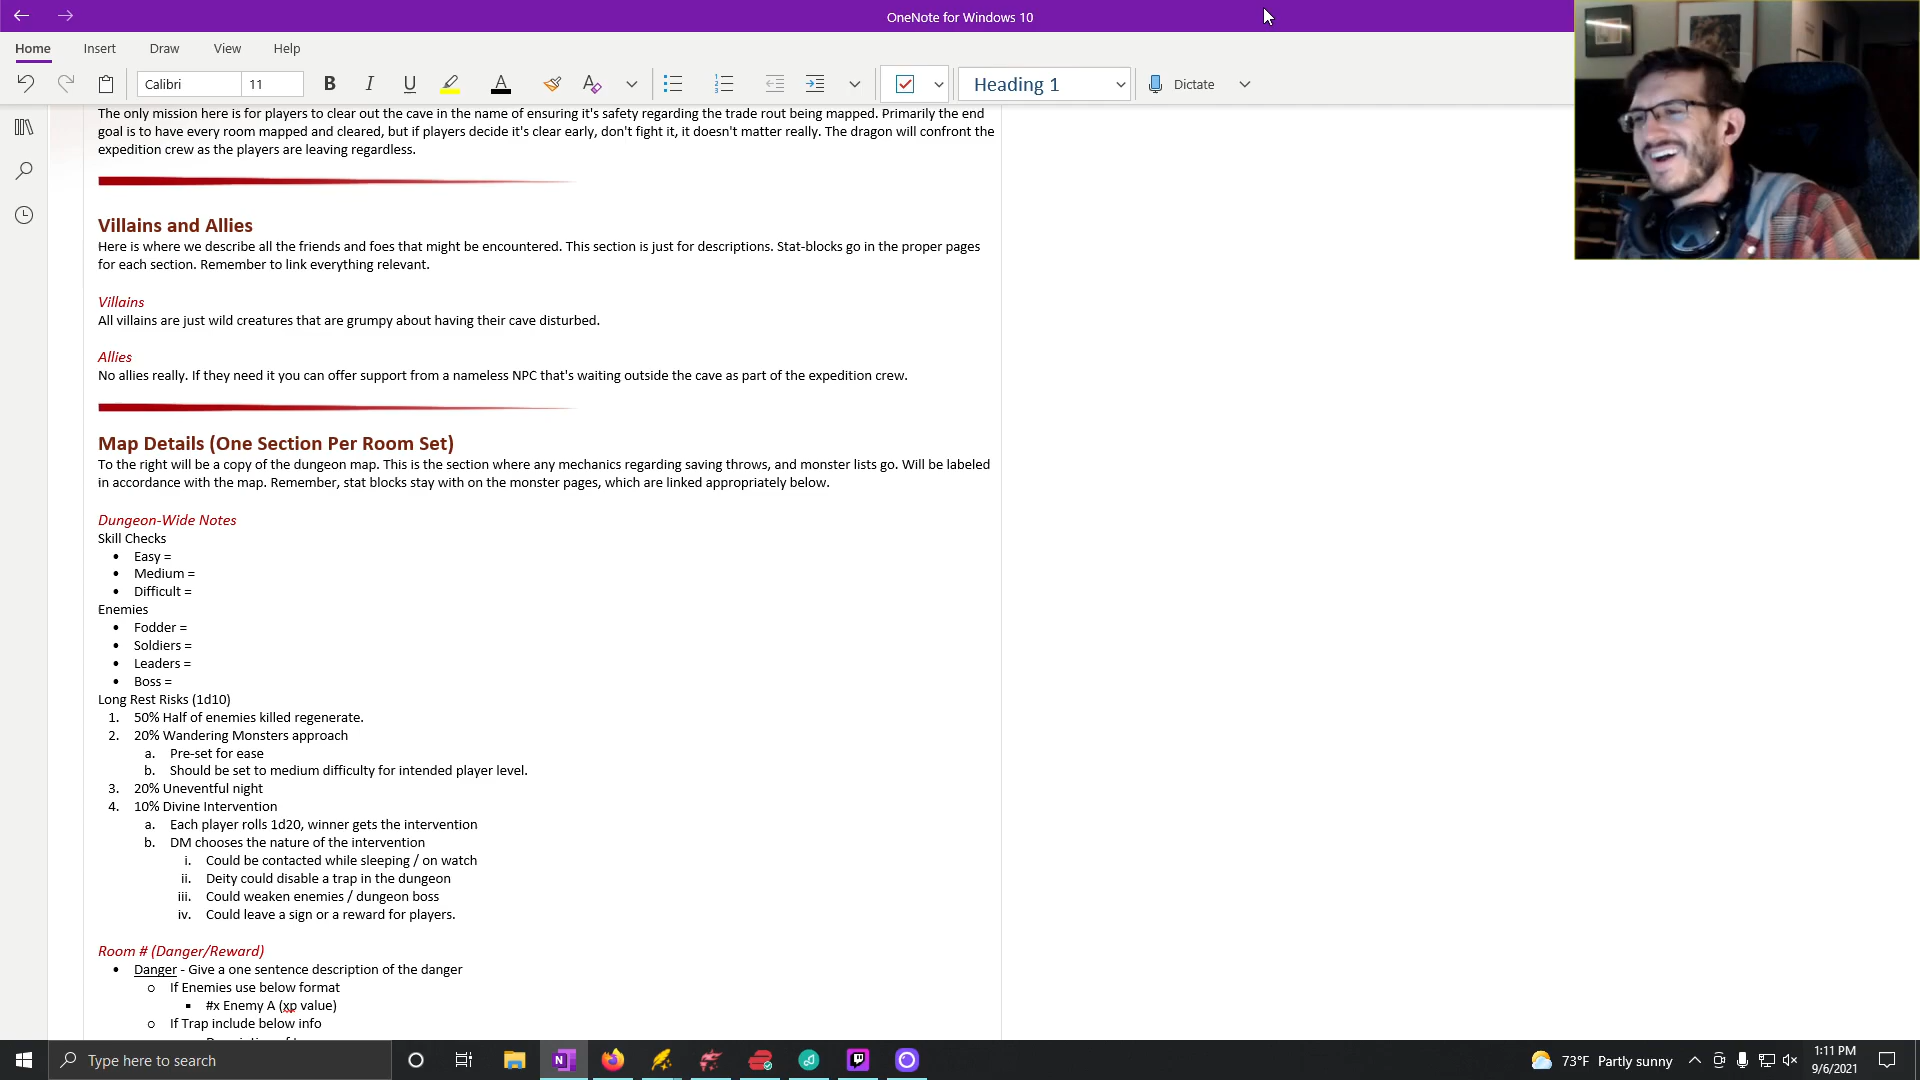 OneNote for Windows 10
Home Insert Draw View Help
Calibri 11 B I U A A Heading 1 Dictate
The only mission here is for players to clear out the cave in the name of ensuring it's safety regarding the trade rout being mapped. Primarily the end
goal is to have every room mapped and cleared, but if players decide it's clear early, don't fight it, it doesn't matter really. The dragon will confront the
expedition crew as the players are leaving regardless.
Villains and Allies
Here is where we describe all the friends and foes that might be encountered. This section is just for descriptions. Stat-blocks go in the proper pages
for each section. Remember to link everything relevant.
Villains
All villains are just wild creatures that are grumpy about having their cave disturbed.
Allies
No allies really. If they need it you can offer support from a nameless NPC that's waiting outside the cave as part of the expedition crew.
Map Details (One Section Per Room Set)
To the right will be a copy of the dungeon map. This is the section where any mechanics regarding saving throws, and monster lists go. Will be labeled
in accordance with the map. Remember, stat blocks stay with on the monster pages, which are linked appropriately below.
Dungeon-Wide Notes
Skill Checks
• Easy =
• Medium =
• Difficult =
Enemies
• Fodder =
• Soldiers =
• Leaders =
• Boss =
Long Rest Risks (1d10)
1. 50% Half of enemies killed regenerate.
2. 20% Wandering Monsters approach
a. Pre-set for ease
b. Should be set to medium difficulty for intended player level.
3. 20% Uneventful night
4. 10% Divine Intervention
a. Each player rolls 1d20, winner gets the intervention
b. DM chooses the nature of the intervention
i. Could be contacted while sleeping / on watch
ii. Deity could disable a trap in the dungeon
iii. Could weaken enemies / dungeon boss
iv. Could leave a sign or a reward for players.
Room # (Danger/Reward)
• Danger - Give a one sentence description of the danger
o If Enemies use below format
▪ #x Enemy A (xp value)
o If Trap include below info
Type here to search
73°F Partly sunny
1:11 PM
9/6/2021